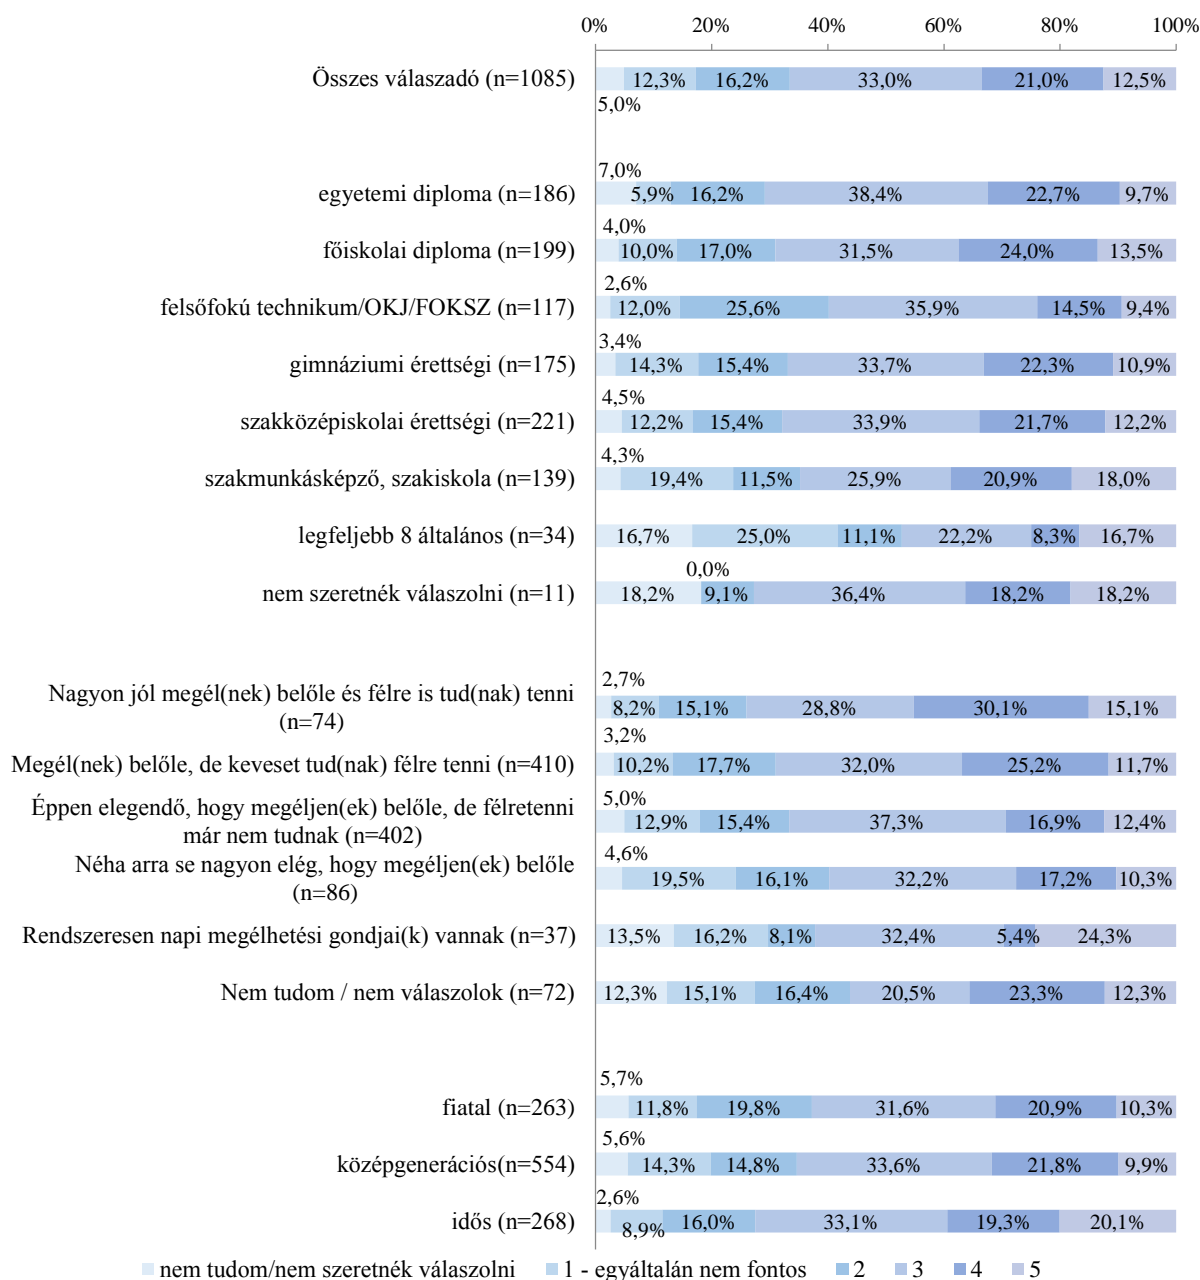 0% 20% 40% 60% 80% 100%
Összes válaszadó (n=1085) 12,3% 16,2% 33,0% 21,0% 12,5%
5,0%
7,0%
egyetemi diploma (n=186) 5,9% 16,2% 38,4% 22,7% 9,7%
4,0%
főiskolai diploma (n=199) 10,0% 17,0% 31,5% 24,0% 13,5%
2,6%
felsőfokú technikum/OKJ/FOKSZ (n=117) 12,0% 25,6% 35,9% 14,5% 9,4%
3,4%
gimnáziumi érettségi (n=175) 14,3% 15,4% 33,7% 22,3% 10,9%
4,5%
szakközépiskolai érettségi (n=221) 12,2% 15,4% 33,9% 21,7% 12,2%
4,3%
szakmunkásképző, szakiskola (n=139) 19,4% 11,5% 25,9% 20,9% 18,0%
legfeljebb 8 általános (n=34) 16,7% 25,0% 11,1% 22,2% 8,3% 16,7%
0,0%
nem szeretnék válaszolni (n=11) 18,2% 9,1% 36,4% 18,2% 18,2%
2,7%
Nagyon jól megél(nek) belőle és félre is tud(nak) tenni
(n=74) 8,2% 15,1% 28,8% 30,1% 15,1%
3,2%
Megél(nek) belőle, de keveset tud(nak) félre tenni (n=410) 10,2% 17,7% 32,0% 25,2% 11,7%
5,0%
Éppen elegendő, hogy megéljen(ek) belőle, de félretenni
már nem tudnak (n=402) 12,9% 15,4% 37,3% 16,9% 12,4%
4,6%
Néha arra se nagyon elég, hogy megéljen(ek) belőle
(n=86) 19,5% 16,1% 32,2% 17,2% 10,3%
Rendszeresen napi megélhetési gondjai(k) vannak (n=37) 13,5% 16,2% 8,1% 32,4% 5,4% 24,3%
Nem tudom / nem válaszolok (n=72) 12,3% 15,1% 16,4% 20,5% 23,3% 12,3%
5,7%
fiatal (n=263) 11,8% 19,8% 31,6% 20,9% 10,3%
5,6%
középgenerációs(n=554) 14,3% 14,8% 33,6% 21,8% 9,9%
2,6%
idős (n=268) 8,9% 16,0% 33,1% 19,3% 20,1%
nem tudom/nem szeretnék válaszolni 1 - egyáltalán nem fontos 2 3 4 5